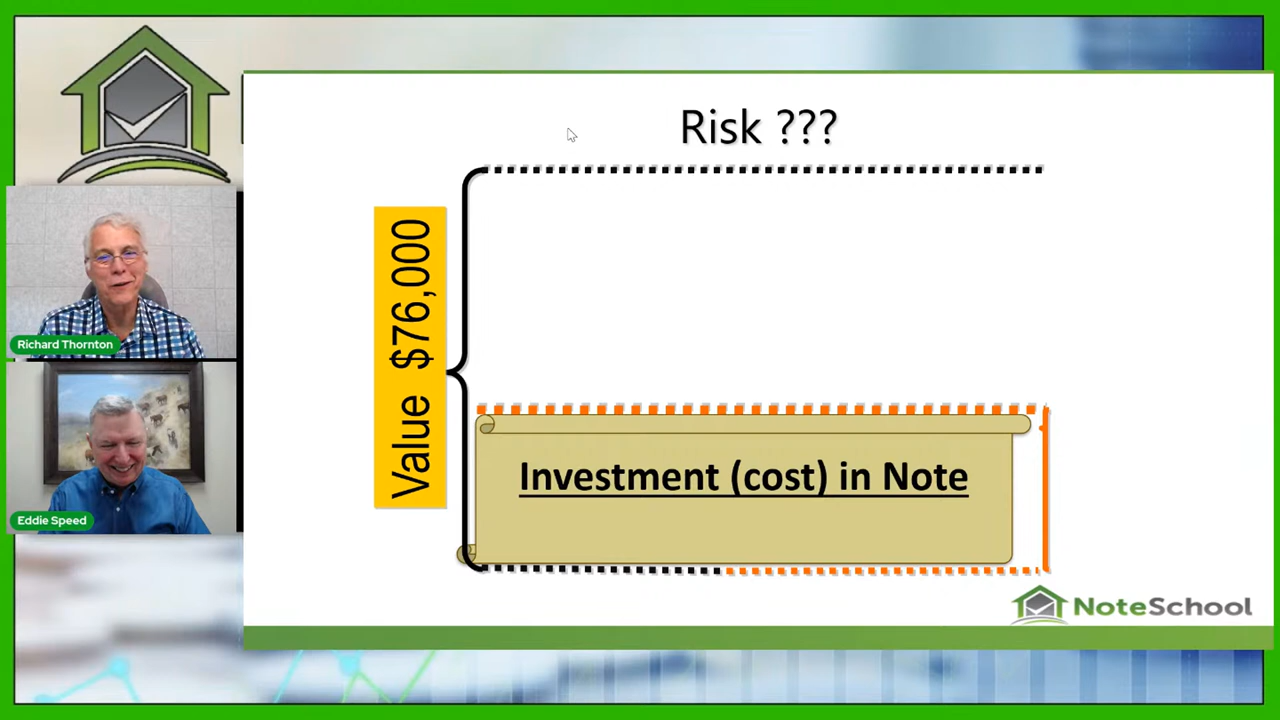 Risk ???
Value $76,000
Richard Thornton
Investment (cost) in Note
Eddie Speed
NoteSchool